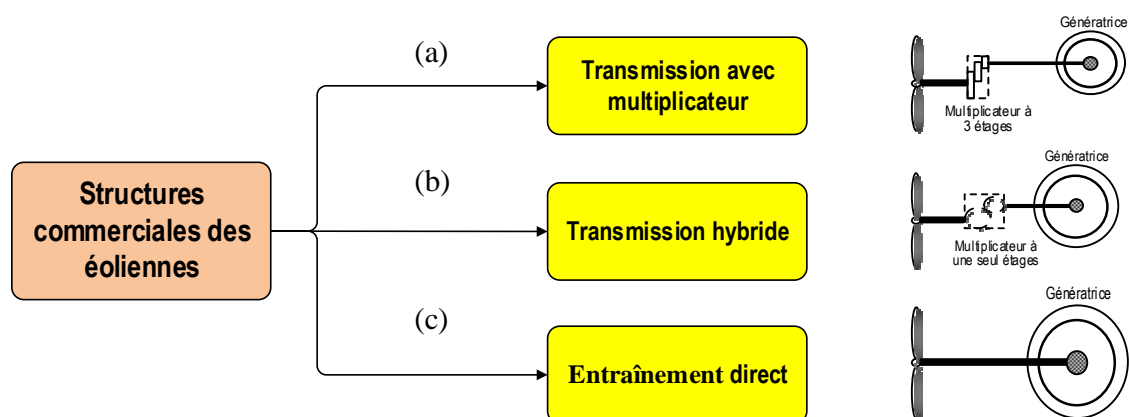 Structures
commerciales des
éoliennes
(a)
Transmission avec
multiplicateur
Génératrice
Multiplicateur à
3 étages
(b)
Transmission hybride
Génératrice
Multiplicateur à
une seul étages
(c)
Entraînement direct
Génératrice